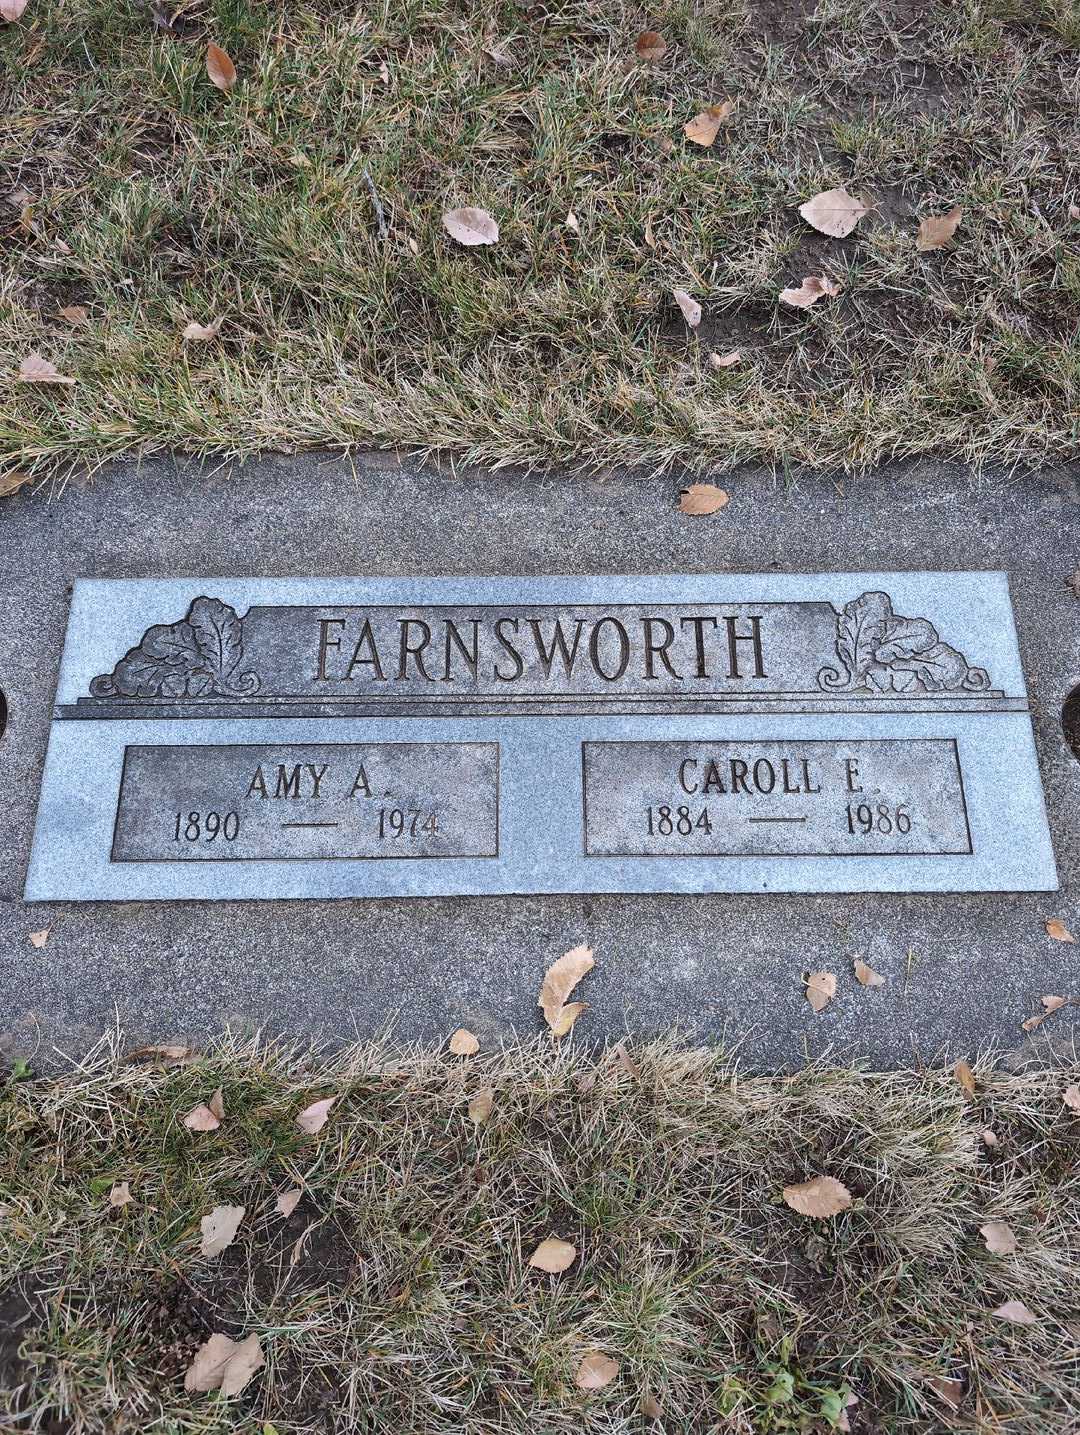 FARNSWORTH
AMY A.
1890 — 1974
CAROLL E.
1884 — 1986